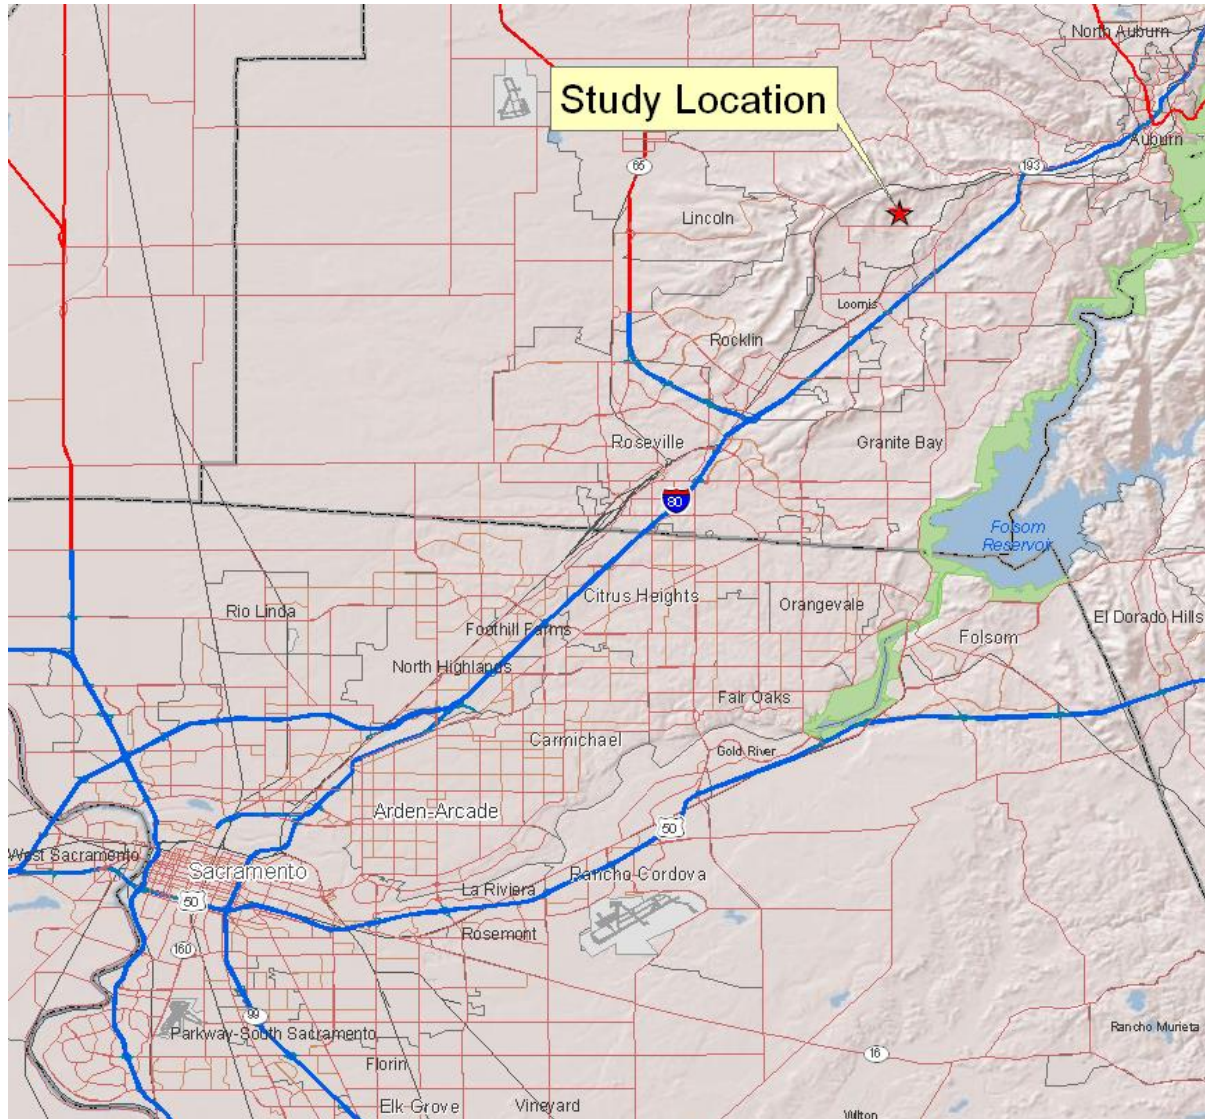 North Auburn
Study Location
Auburn
65
193
Lincoln
Loomis
Rocklin
Roseville
Granite Bay
80
Folsom
Reservoir
Citrus Heights
Orangevale
Rio Linda
El Dorado Hills
Foothill Farms
Folsom
North Highlands
Fair Oaks
Carmichael
Gold River
Arden-Arcade
50
West Sacramento
Sacramento
Rancho Cordova
La Riviera
50
Rosemont
160
99
Parkway-South Sacramento
Rancho Murieta
16
Florin
Elk Grove
Vineyard
Wilton